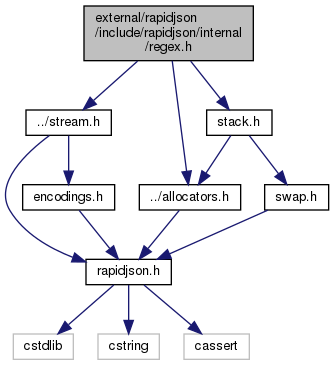 external/rapidjson
/include/rapidjson/internal
/regex.h
../stream.h
stack.h
encodings.h
../allocators.h
swap.h
rapidjson.h
cstdlib
cstring
cassert